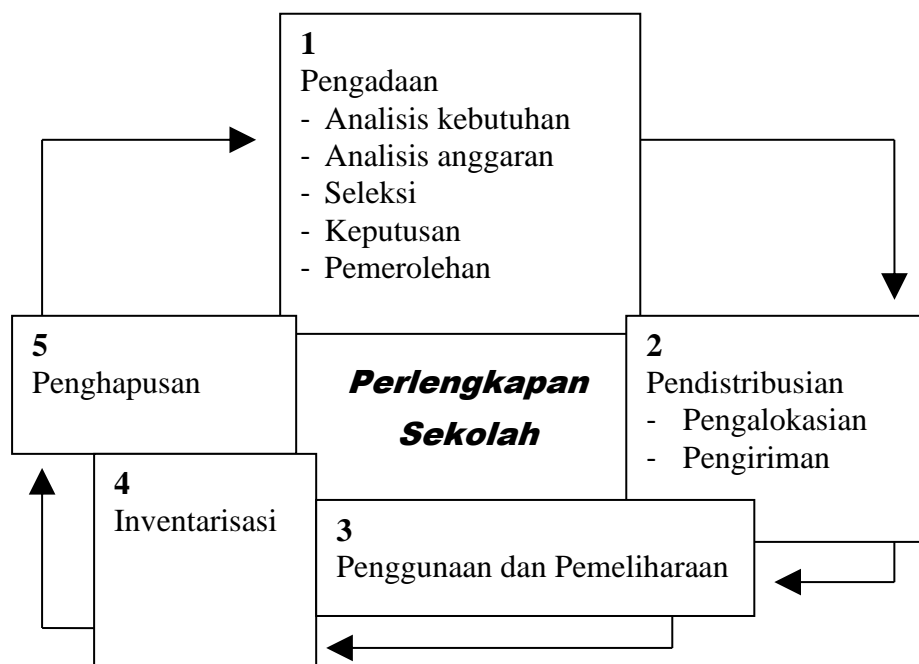 1
Pengadaan
- Analisis kebutuhan
- Analisis anggaran
- Seleksi
- Keputusan
- Pemerolehan
2
Pendistribusian
- Pengalokasian
- Pengiriman
3
Penggunaan dan Pemeliharaan
4
Inventarisasi
5
Penghapusan
Perlengkapan
Sekolah